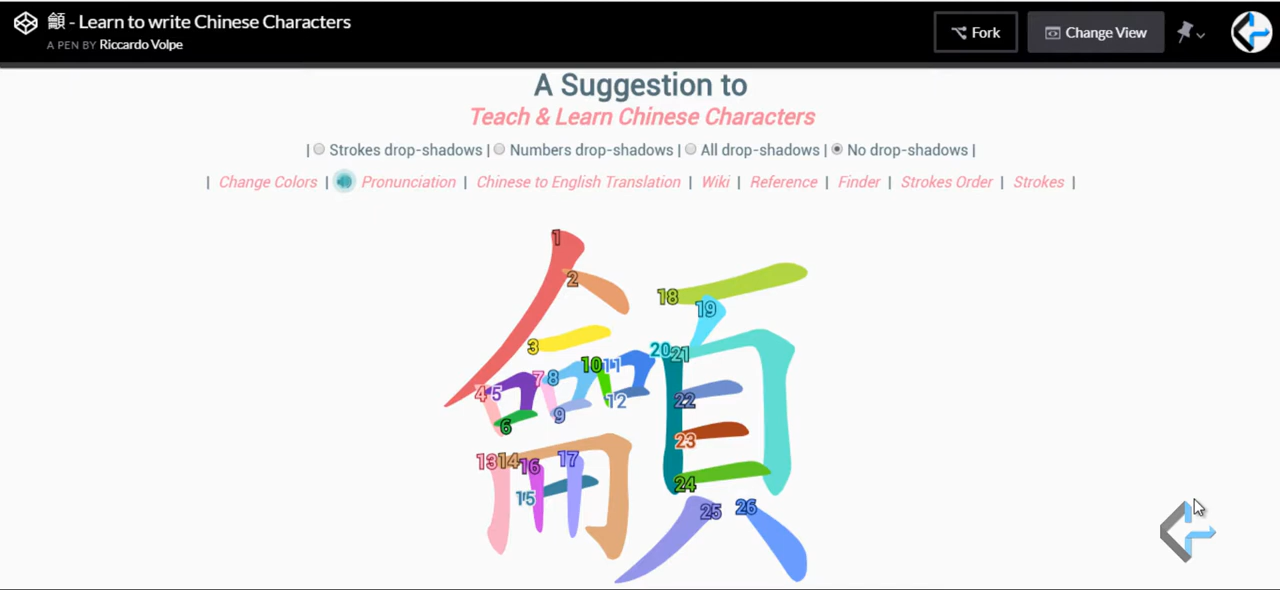 籲 - Learn to write Chinese Characters
A PEN BY Riccardo Volpe
Fork
Change View
A Suggestion to
Teach & Learn Chinese Characters
| Strokes drop-shadows | Numbers drop-shadows | All drop-shadows | No drop-shadows |
| Change Colors | Pronunciation | Chinese to English Translation | Wiki | Reference | Finder | Strokes Order | Strokes |
籲
1
2
3
4 5
6
7 8
9
10 11
12
13 14
15
16
17
18
19
20 21
22
23
24
25
26